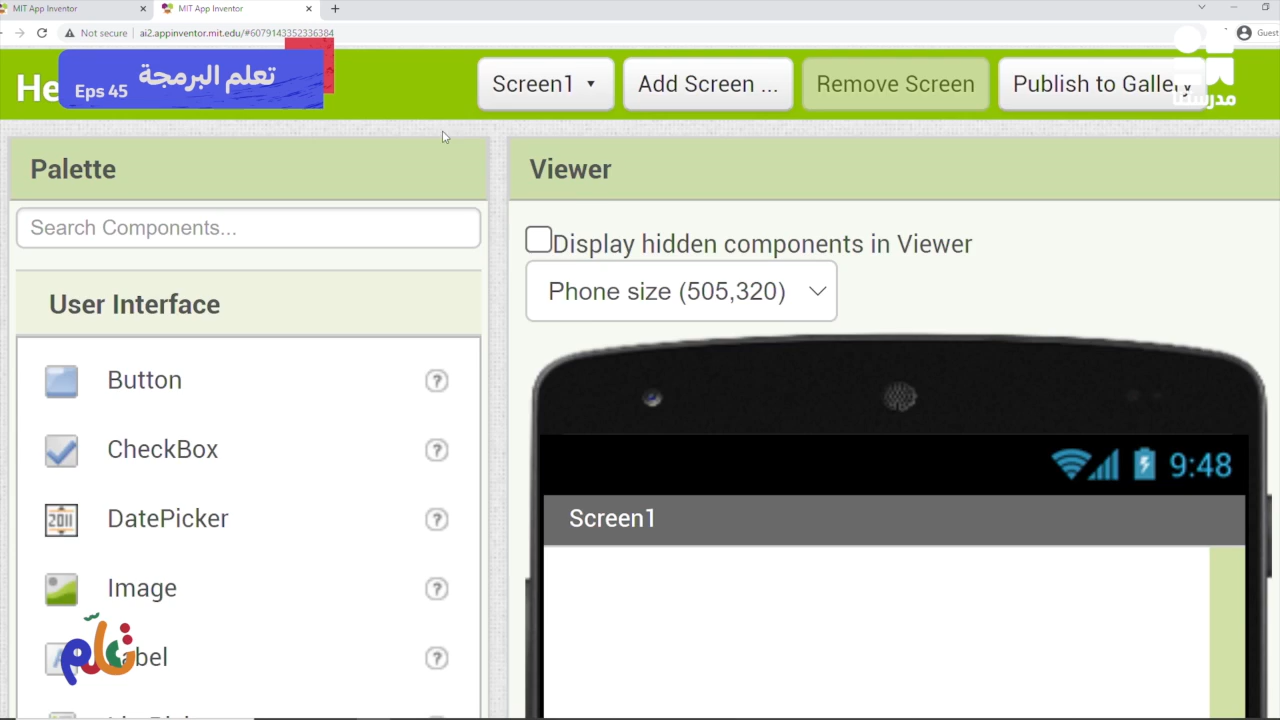 MIT App Inventor
MIT App Inventor
Not secure
ai2.appinventor.mit.edu/#6079143352336384
Guest
He
تعلم البرمجة
Eps 45
Screen1
Add Screen ...
Remove Screen
Publish to Gallery
مدرستنا
Palette
Viewer
Search Components...
Display hidden components in Viewer
Phone size (505,320)
User Interface
Button
CheckBox
DatePicker
Image
9:48
Screen1